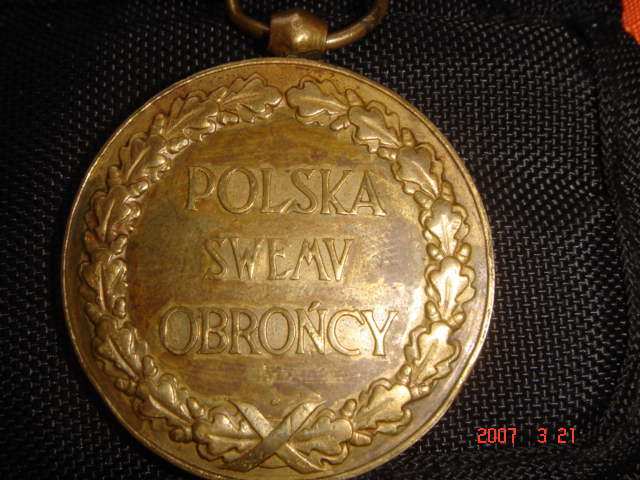 POLSKA
SWEMV
OBROŃCY
2007 3 21